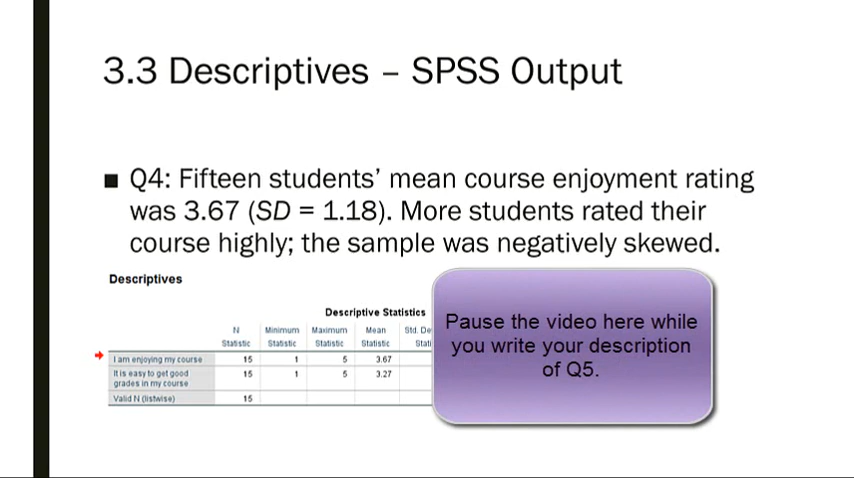 3.3 Descriptives – SPSS Output
■ Q4: Fifteen students’ mean course enjoyment rating
was 3.67 (SD = 1.18). More students rated their
course highly; the sample was negatively skewed.
Descriptives
Descriptive Statistics
N Minimum Maximum Mean Std. De
Statistic Statistic Statistic Statistic Stati
I am enjoying my course 15 1 5 3.67
It is easy to get good
grades in my course 15 1 5 3.27
Valid N (listwise) 15
Pause the video here while
you write your description
of Q5.